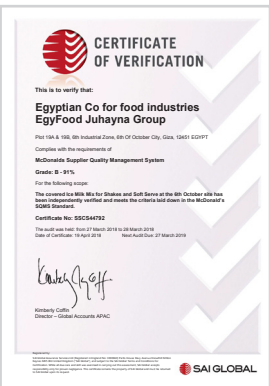 CERTIFICATE
OF VERIFICATION
This is to verify that:
Egyptian Co for food industries
EgyFood Juhayna Group
Plot 19A & 19B, 6th Industrial Zone, 6th Of October City, Giza, 12451 EGYPT
Complies with the requirements of
McDonalds Supplier Quality Management System
Grade: B - 91%
For the following scope:
The covered Ice Milk Mix for Shakes and Soft Serve at the 6th October site has
been independently verified and meets the criteria laid down in the McDonald's
SQMS Standard.
Certificate No: SSCS44792
The audit was held: from 27 March 2018 to 28 March 2018
Date of Certificate: 19 April 2018 Next Audit Due: 27 March 2019
Kimberly Coffin
Director – Global Accounts APAC
SAI GLOBAL